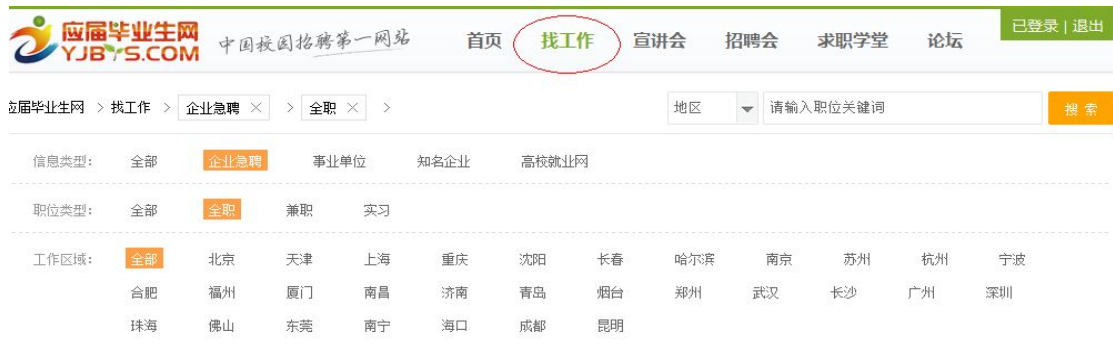 已登录 | 退出
应届毕业生网
YJBYS.COM
中国校园招聘第一网站
首页 找工作 宣讲会 招聘会 求职学堂 论坛
应届毕业生网 > 找工作 > 企业急聘 × > 全职 × >
地区 请输入职位关键词 搜 索
信息类型: 全部 企业急聘 事业单位 知名企业 高校就业网
职位类型: 全部 全职 兼职 实习
工作区域: 全部 北京 天津 上海 重庆 沈阳 长春 哈尔滨 南京 苏州 杭州 宁波
合肥 福州 厦门 南昌 济南 青岛 烟台 郑州 武汉 长沙 广州 深圳
珠海 佛山 东莞 南宁 海口 成都 昆明